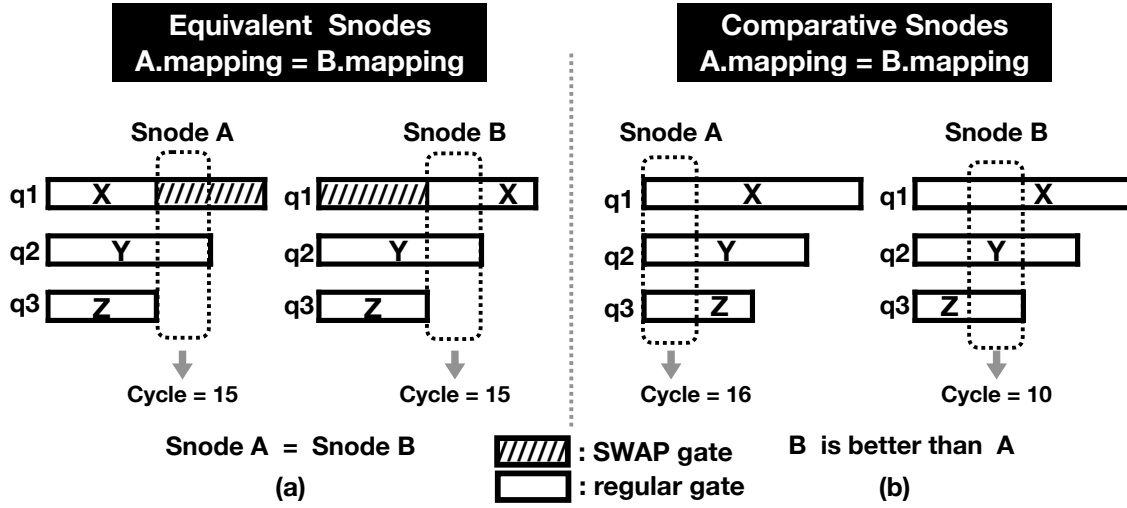 Equivalent Snodes
A.mapping = B.mapping
Comparative Snodes
A.mapping = B.mapping
Snode A
Snode B
Snode A
Snode B
q1 X
q1 X
q1 X
q1 X
q2 Y
q2 Y
q2 Y
q2 Y
q3 Z
q3 Z
q3 Z
q3 Z
Cycle = 15
Cycle = 15
Cycle = 16
Cycle = 10
Snode A = Snode B
: SWAP gate
: regular gate
B is better than A
(a)
(b)